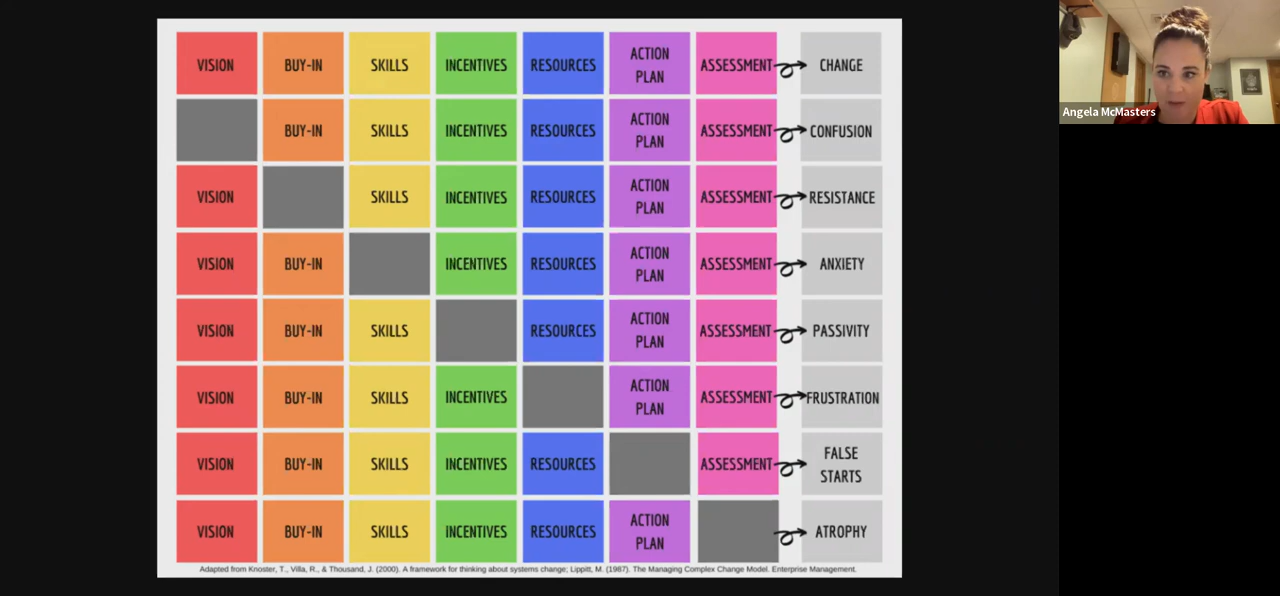 VISION BUY-IN SKILLS INCENTIVES RESOURCES ACTION PLAN ASSESSMENT CHANGE
BUY-IN SKILLS INCENTIVES RESOURCES ACTION PLAN ASSESSMENT CONFUSION
VISION SKILLS INCENTIVES RESOURCES ACTION PLAN ASSESSMENT RESISTANCE
VISION BUY-IN INCENTIVES RESOURCES ACTION PLAN ASSESSMENT ANXIETY
VISION BUY-IN SKILLS RESOURCES ACTION PLAN ASSESSMENT PASSIVITY
VISION BUY-IN SKILLS INCENTIVES ACTION PLAN ASSESSMENT FRUSTRATION
VISION BUY-IN SKILLS INCENTIVES RESOURCES ASSESSMENT FALSE STARTS
VISION BUY-IN SKILLS INCENTIVES RESOURCES ACTION PLAN ATROPHY
Adapted from Knoster, T., Villa, R., & Thousand, J. (2000). A framework for thinking about systems change; Lippitt, M. (1987). The Managing Complex Change Model. Enterprise Management.
Angela McMasters